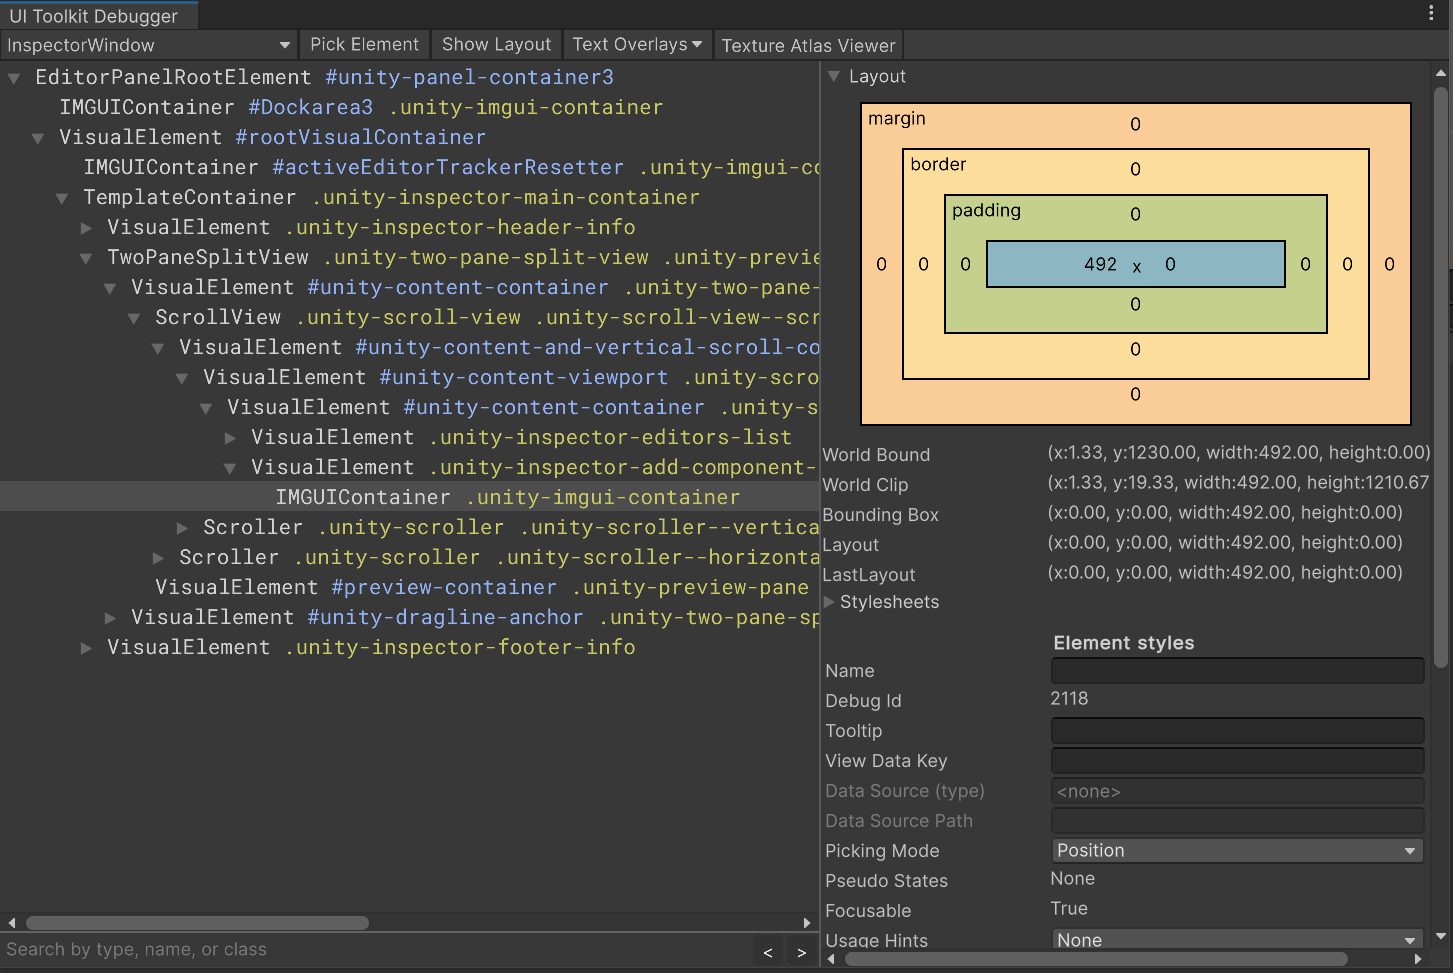 UI Toolkit Debugger
InspectorWindow
Pick Element
Show Layout
Text Overlays
Texture Atlas Viewer
EditorPanelRootElement #unity-panel-container3
IMGUIContainer #Dockarea3 .unity-imgui-container
VisualElement #rootVisualContainer
IMGUIContainer #activeEditorTrackerResetter .unity-imgui-co
TemplateContainer .unity-inspector-main-container
VisualElement .unity-inspector-header-info
TwoPaneSplitView .unity-two-pane-split-view .unity-previe
VisualElement #unity-content-container .unity-two-pane-
ScrollView .unity-scroll-view .unity-scroll-view--scr
VisualElement #unity-content-and-vertical-scroll-co
VisualElement #unity-content-viewport .unity-scro
VisualElement #unity-content-container .unity-s
VisualElement .unity-inspector-editors-list
VisualElement .unity-inspector-add-component-
IMGUIContainer .unity-imgui-container
Scroller .unity-scroller .unity-scroller--vertica
Scroller .unity-scroller .unity-scroller--horizonta
VisualElement #preview-container .unity-preview-pane
VisualElement #unity-dragline-anchor .unity-two-pane-sp
VisualElement .unity-inspector-footer-info
Search by type, name, or class
< >
Layout
margin
0
border
0
padding
0
0 0 0 492 x 0 0 0 0
0
0
0
World Bound (x:1.33, y:1230.00, width:492.00, height:0.00)
World Clip (x:1.33, y:19.33, width:492.00, height:1210.67
Bounding Box (x:0.00, y:0.00, width:492.00, height:0.00)
Layout (x:0.00, y:0.00, width:492.00, height:0.00)
LastLayout (x:0.00, y:0.00, width:492.00, height:0.00)
Stylesheets
Element styles
Name
Debug Id 2118
Tooltip
View Data Key
Data Source (type) <none>
Data Source Path
Picking Mode Position
Pseudo States None
Focusable True
Usage Hints None